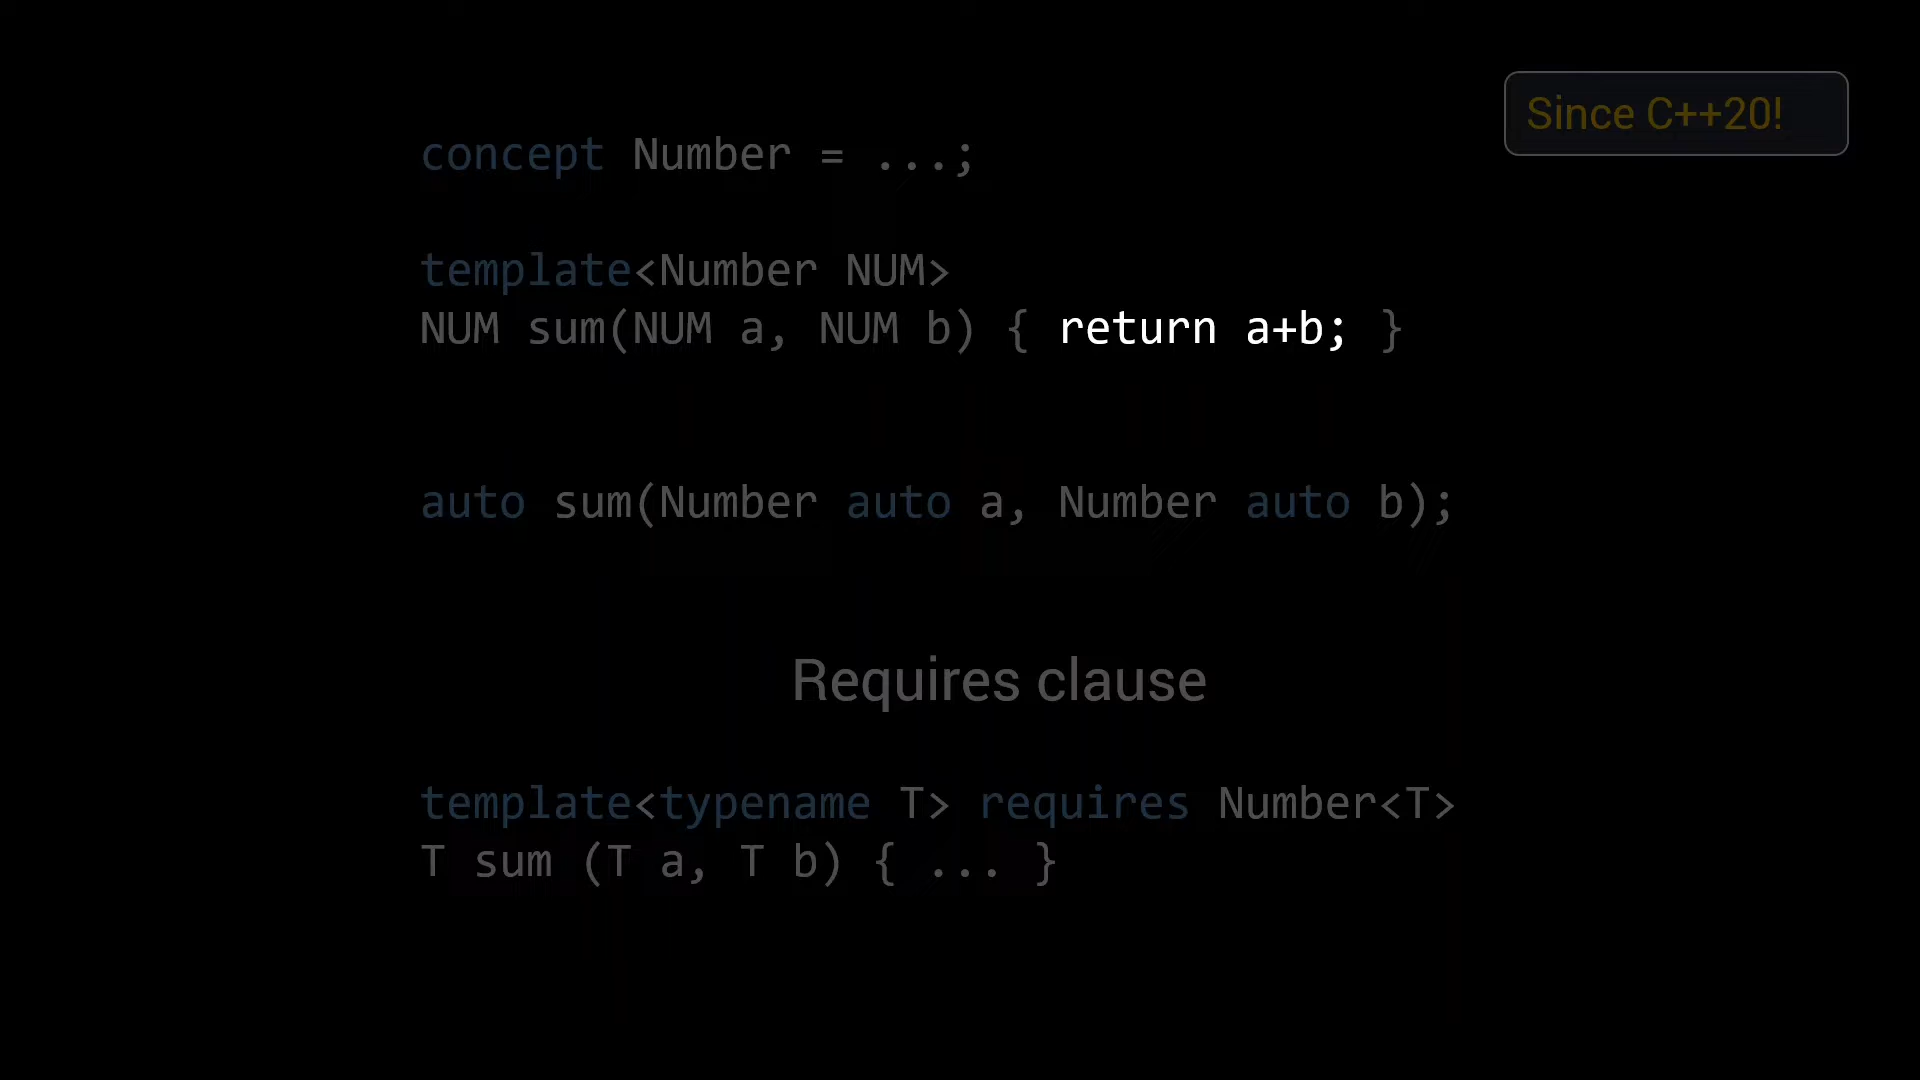 Since C++20!
concept Number = ...;
template<Number NUM>
NUM sum(NUM a, NUM b) { return a+b; }
auto sum(Number auto a, Number auto b);
Requires clause
template<typename T> requires Number<T>
T sum (T a, T b) { ... }